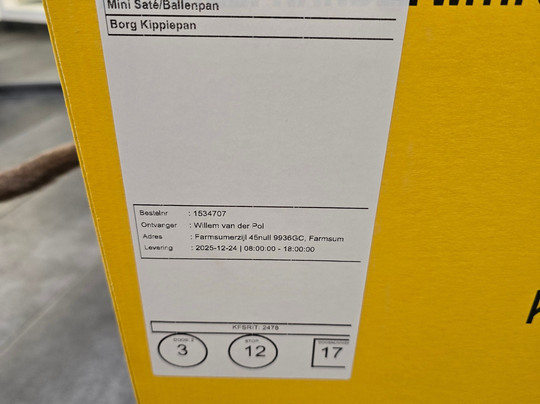 Mini Saté/Ballenpan
Borg Kippiepan
Bestelnr : 1534707
Ontvanger : Willem van der Pol
Adres : Farmsumerzijl 45null 9936GC, Farmsum
Levering : 2025-12-24 | 08:00:00 - 18:00:00
3
12
17